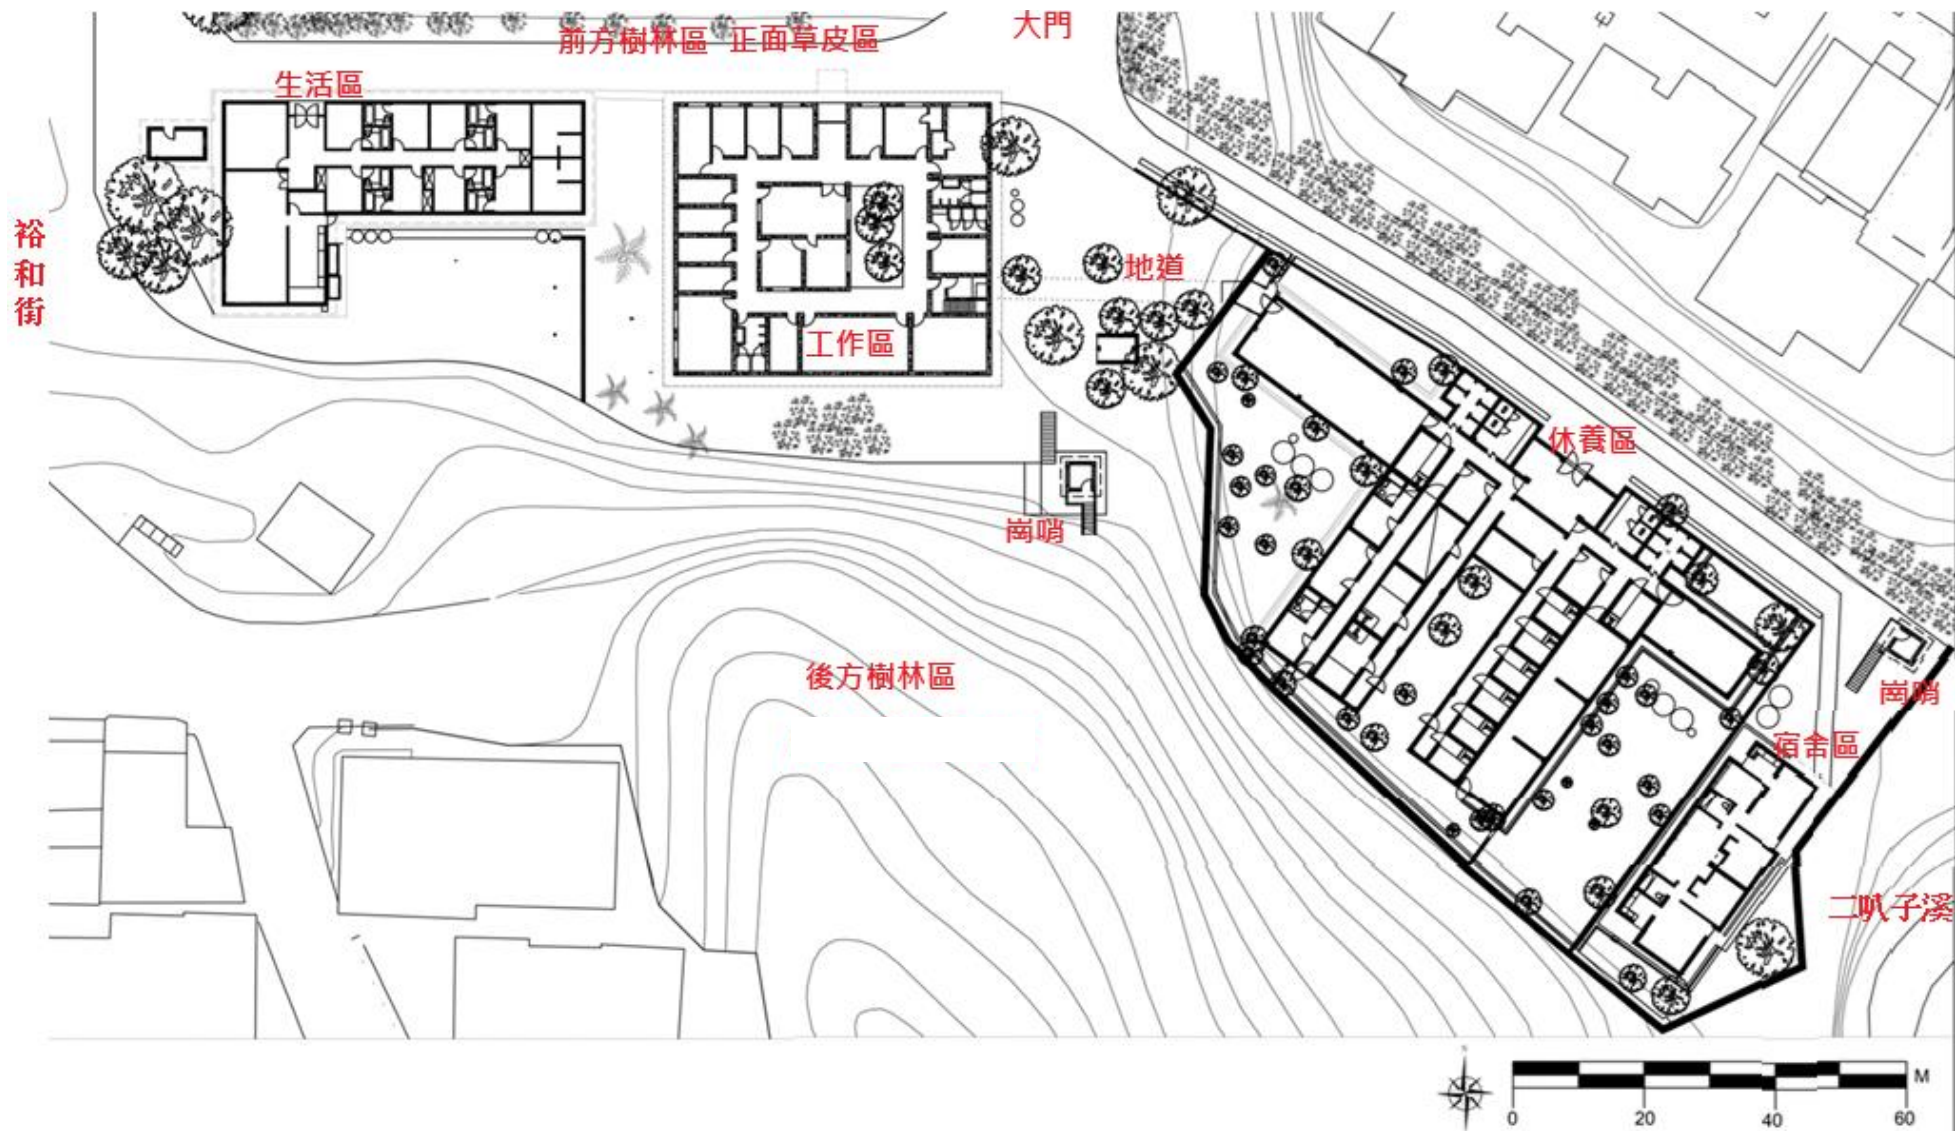 大門
前方樹林區 正面草皮區
生活區
裕和街
地道
工作區
休養區
崗哨
後方樹林區
崗哨
宿舍區
二叭子溪
M
0 20 40 60